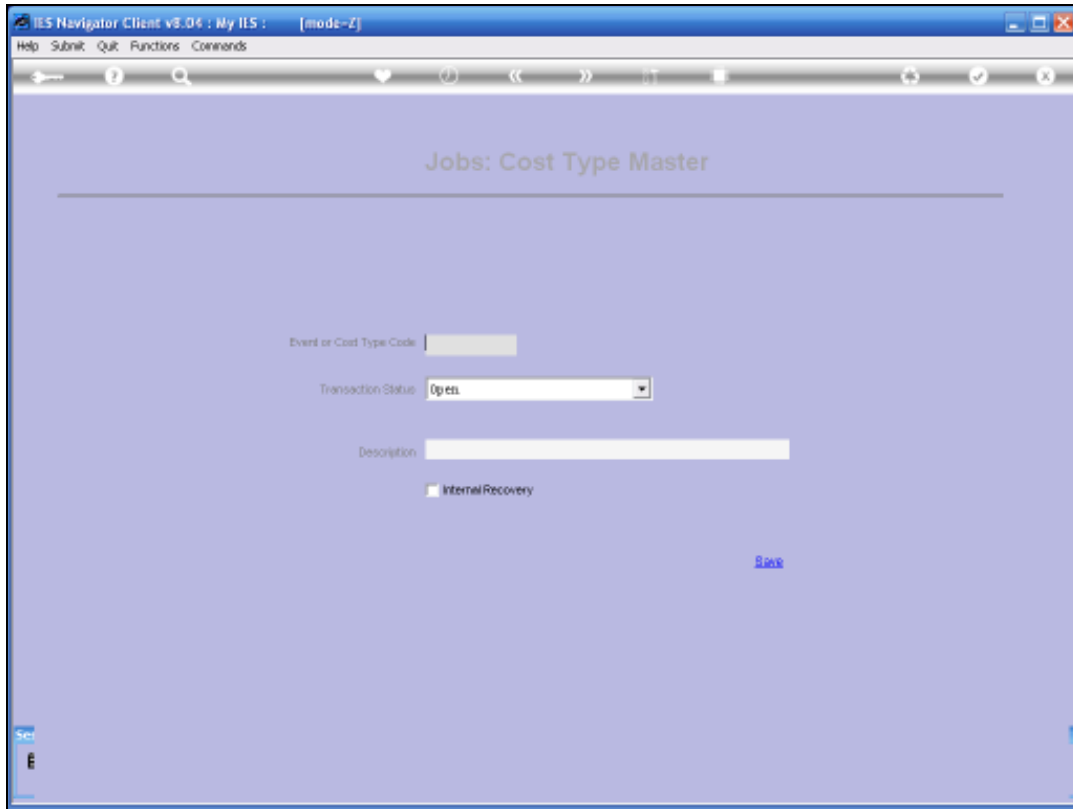 IES Navigator Client v8.04 : My IES : [mode=Z]
Help Submit Quit Functions Commands
Jobs: Cost Type Master
Event or Cost Type Code
Transaction Status Open
Description
Internal Recovery
Save
Ses